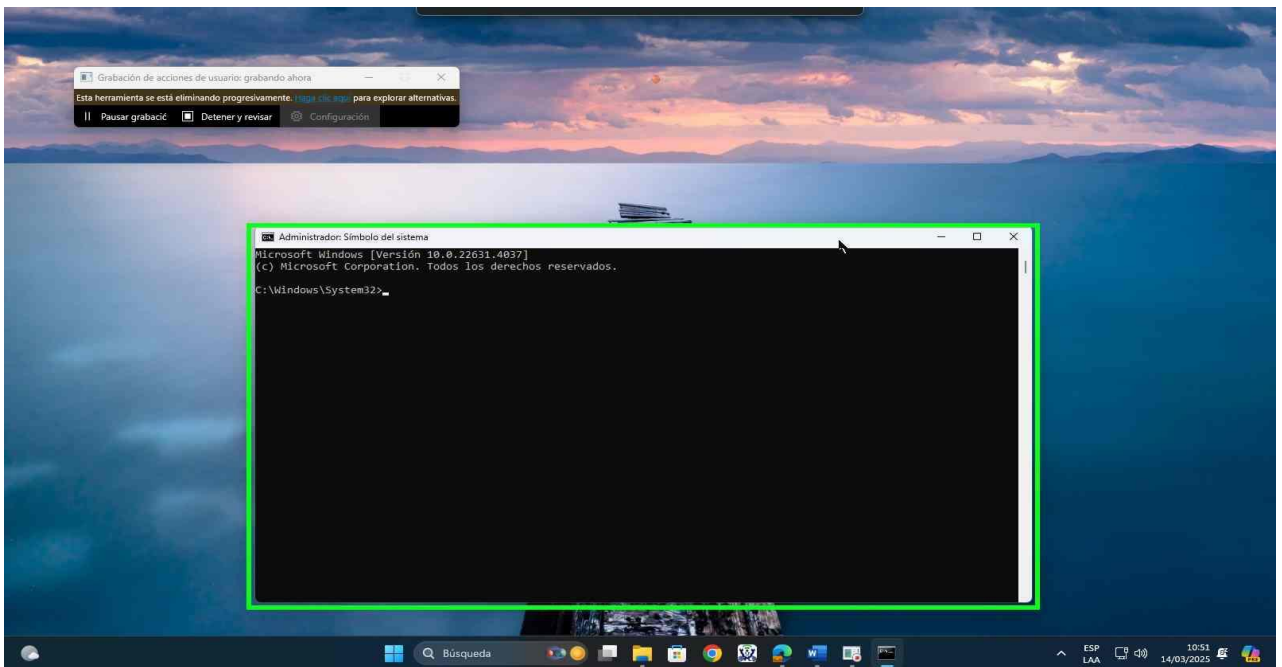 Grabación de acciones de usuario: grabando ahora
Esta herramienta se está eliminando progresivamente. Haga clic aquí para explorar alternativas.
Pausar grabació Detener y revisar Configuración
Administrador: Símbolo del sistema
Microsoft Windows [Versión 10.0.22631.4037]
(c) Microsoft Corporation. Todos los derechos reservados.
C:\Windows\System32>
Búsqueda
ESP
LAA
10:51
14/03/2025